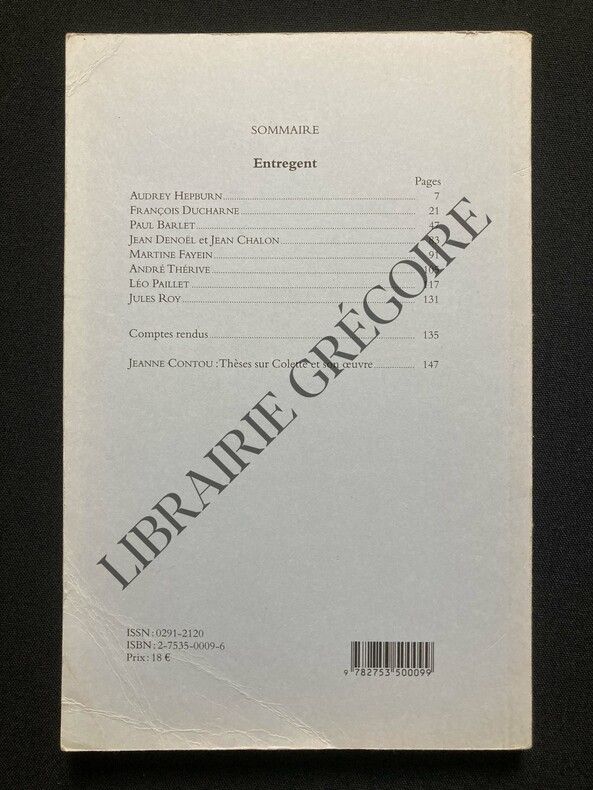 SOMMAIRE
Entregent
Pages
AUDREY HEPBURN 7
FRANÇOIS DUCHARNE 21
PAUL BARLET 47
JEAN DENOËL et JEAN CHALON
MARTINE FAYEIN 91
ANDRÉ THÉRIVE
LÉO PAILLET 117
JULES ROY 131
Comptes rendus 135
JEANNE CONTOU : Thèses sur Colette et son œuvre 147
LIBRAIRIE GRÉGOIRE
ISSN : 0291-2120
ISBN : 2-7535-0009-6
Prix : 18 €
9 782753 500099